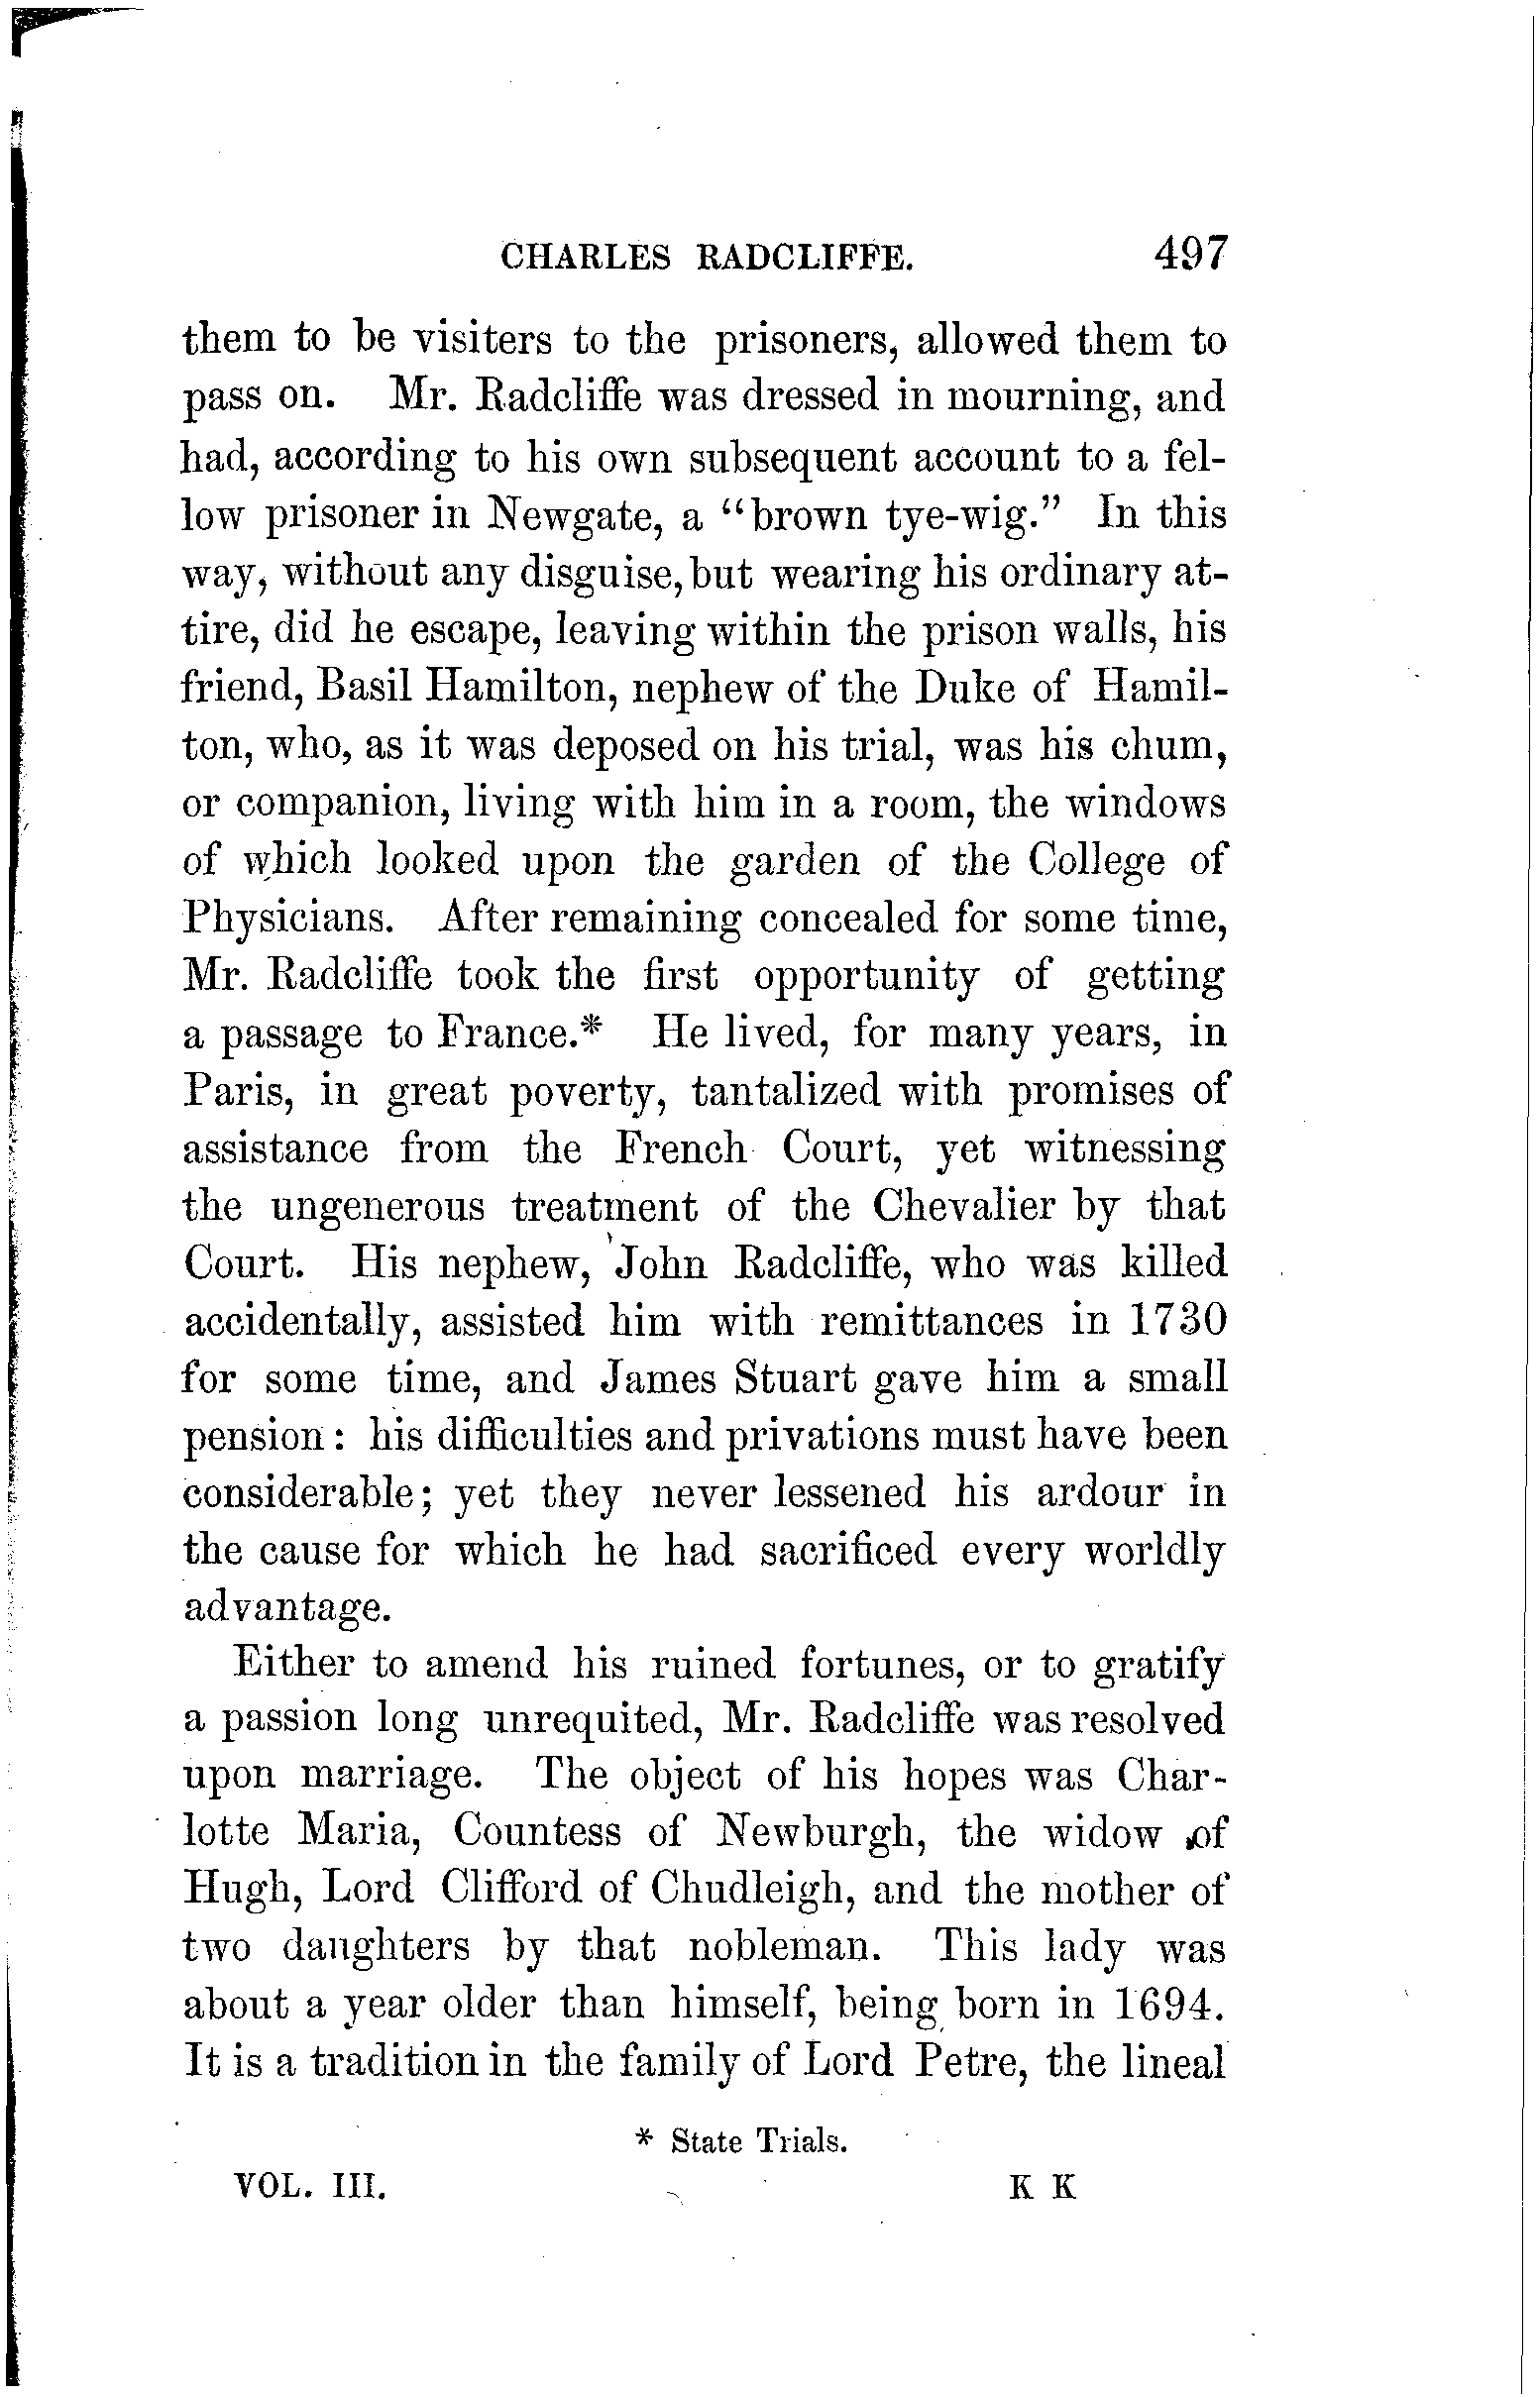 CHARLES RADCLIFFE. 497
them to be visiters to the prisoners, allowed them to
pass on. Mr. Radcliffe was dressed in mourning, and
had, according to his own subsequent account to a fel-
low prisoner in Newgate, a “brown tye-wig.” In this
way, without any disguise, but wearing his ordinary at-
tire, did he escape, leaving within the prison walls, his
friend, Basil Hamilton, nephew of the Duke of Hamil-
ton, who, as it was deposed on his trial, was his chum,
or companion, living with him in a room, the windows
of which looked upon the garden of the College of
Physicians. After remaining concealed for some time,
Mr. Radcliffe took the first opportunity of getting
a passage to France.* He lived, for many years, in
Paris, in great poverty, tantalized with promises of
assistance from the French Court, yet witnessing
the ungenerous treatment of the Chevalier by that
Court. His nephew, John Radcliffe, who was killed
accidentally, assisted him with remittances in 1730
for some time, and James Stuart gave him a small
pension: his difficulties and privations must have been
considerable; yet they never lessened his ardour in
the cause for which he had sacrificed every worldly
advantage.
Either to amend his ruined fortunes, or to gratify
a passion long unrequited, Mr. Radcliffe was resolved
upon marriage. The object of his hopes was Char-
lotte Maria, Countess of Newburgh, the widow of
Hugh, Lord Clifford of Chudleigh, and the mother of
two daughters by that nobleman. This lady was
about a year older than himself, being born in 1694.
It is a tradition in the family of Lord Petre, the lineal
* State Trials.
VOL. III. K K